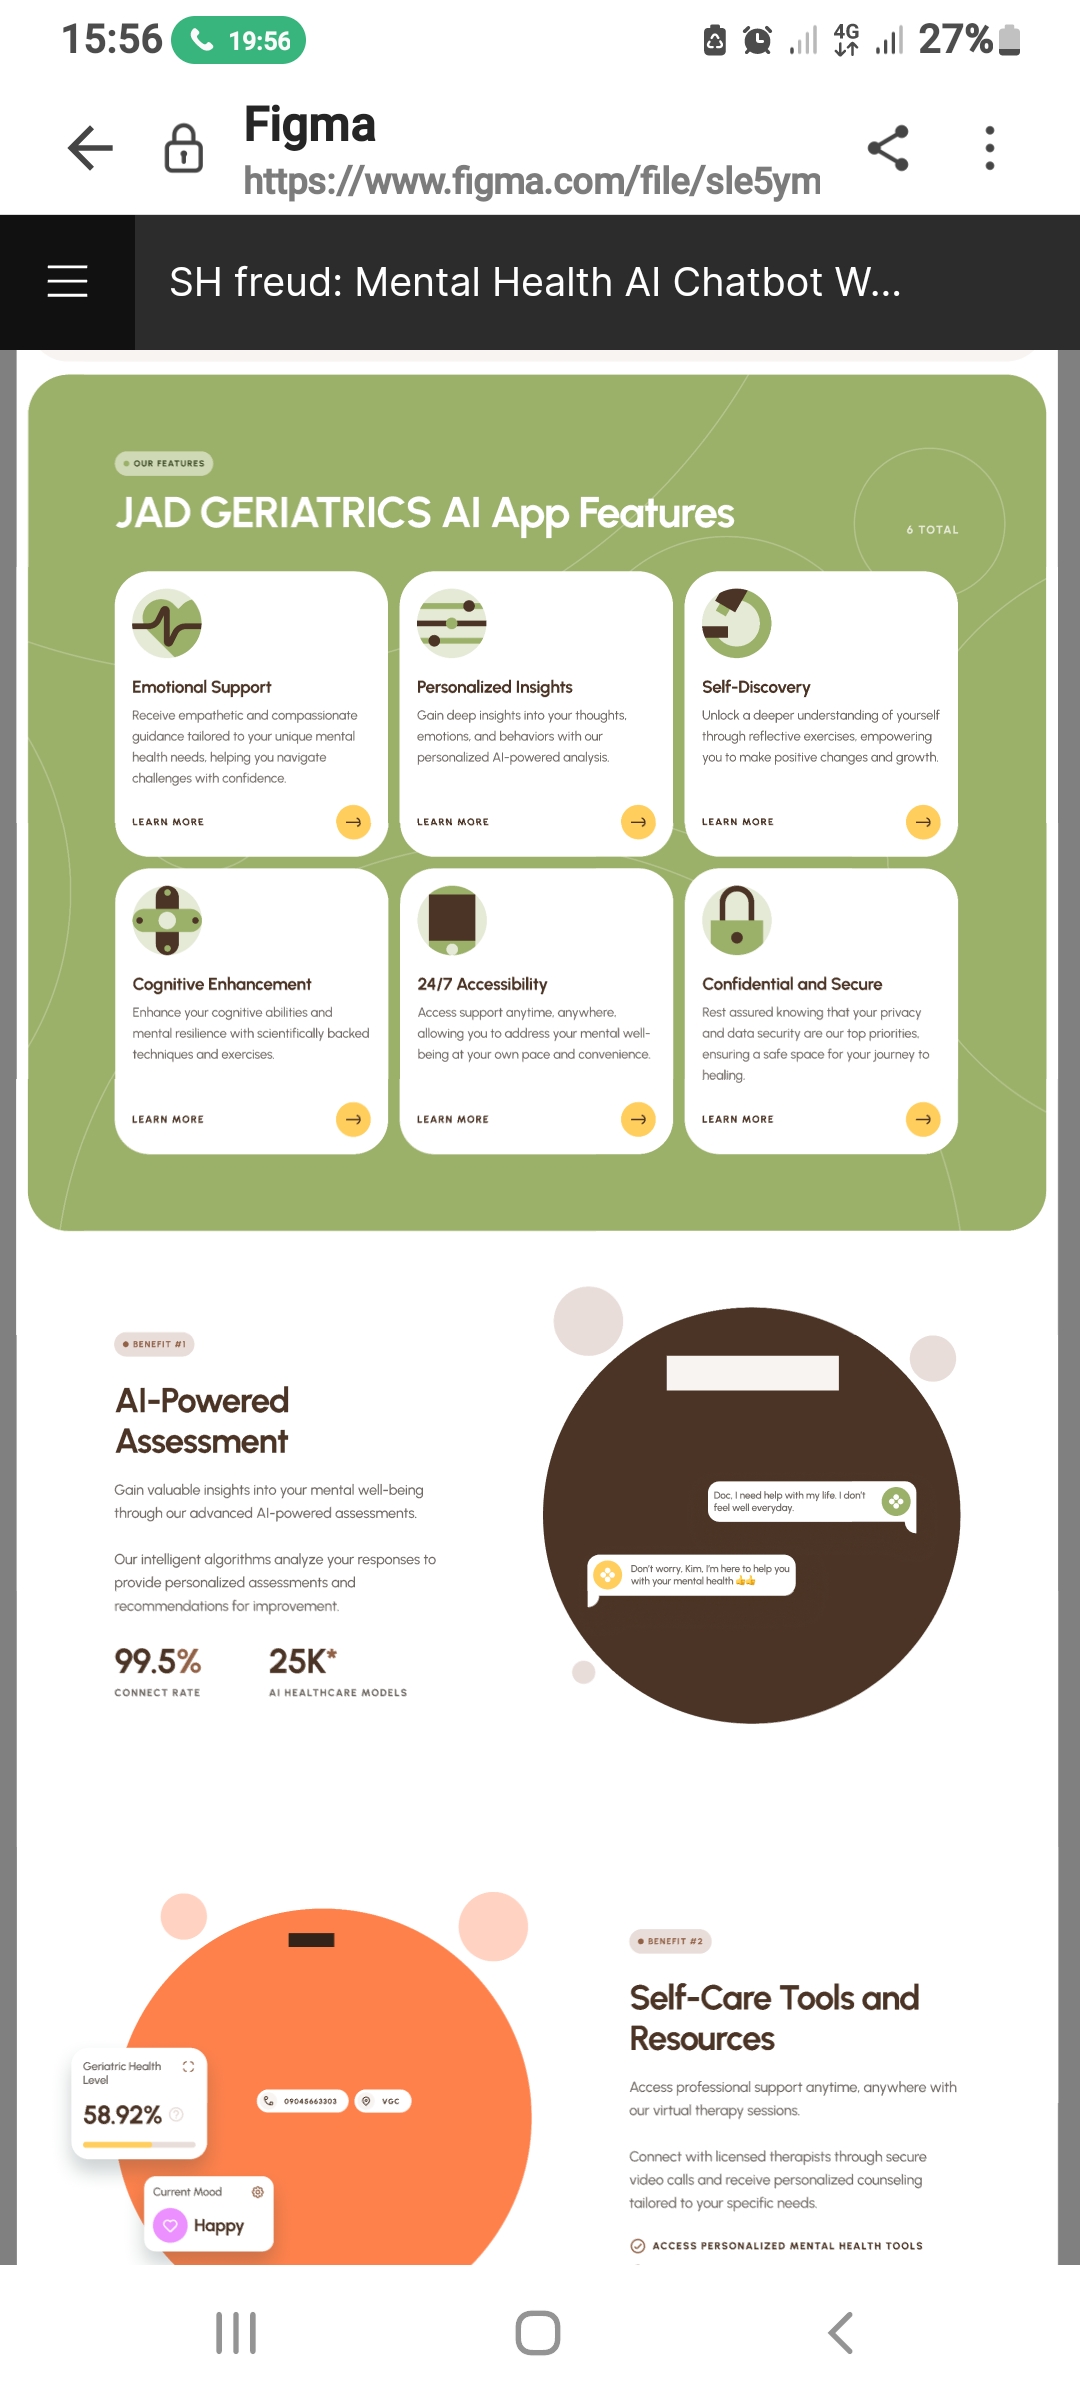 15:56
19:56
4G
27%
Figma
https://www.figma.com/file/sle5ym
SH freud: Mental Health AI Chatbot W...
OUR FEATURES
JAD GERIATRICS AI App Features
6 TOTAL
Emotional Support
Receive empathetic and compassionate
guidance tailored to your unique mental
health needs, helping you navigate
challenges with confidence.
LEARN MORE
Personalized Insights
Gain deep insights into your thoughts,
emotions, and behaviors with our
personalized AI-powered analysis.
LEARN MORE
Self-Discovery
Unlock a deeper understanding of yourself
through reflective exercises, empowering
you to make positive changes and growth.
LEARN MORE
Cognitive Enhancement
Enhance your cognitive abilities and
mental resilience with scientifically backed
techniques and exercises.
LEARN MORE
24/7 Accessibility
Access support anytime, anywhere,
allowing you to address your mental well-
being at your own pace and convenience.
LEARN MORE
Confidential and Secure
Rest assured knowing that your privacy
and data security are our top priorities,
ensuring a safe space for your journey to
healing.
LEARN MORE
BENEFIT #1
AI-Powered
Assessment
Gain valuable insights into your mental well-being
through our advanced AI-powered assessments.
Our intelligent algorithms analyze your responses to
provide personalized assessments and
recommendations for improvement.
99.5%
CONNECT RATE
25K*
AI HEALTHCARE MODELS
Doc, I need help with my life. I don't
feel well everyday.
Don't worry, Kim, I'm here to help you
with your mental health 👍👍
Geriatric Health
Level
58.92%
09045663303
VGC
Current Mood
Happy
BENEFIT #2
Self-Care Tools and
Resources
Access professional support anytime, anywhere with
our virtual therapy sessions.
Connect with licensed therapists through secure
video calls and receive personalized counseling
tailored to your specific needs.
ACCESS PERSONALIZED MENTAL HEALTH TOOLS